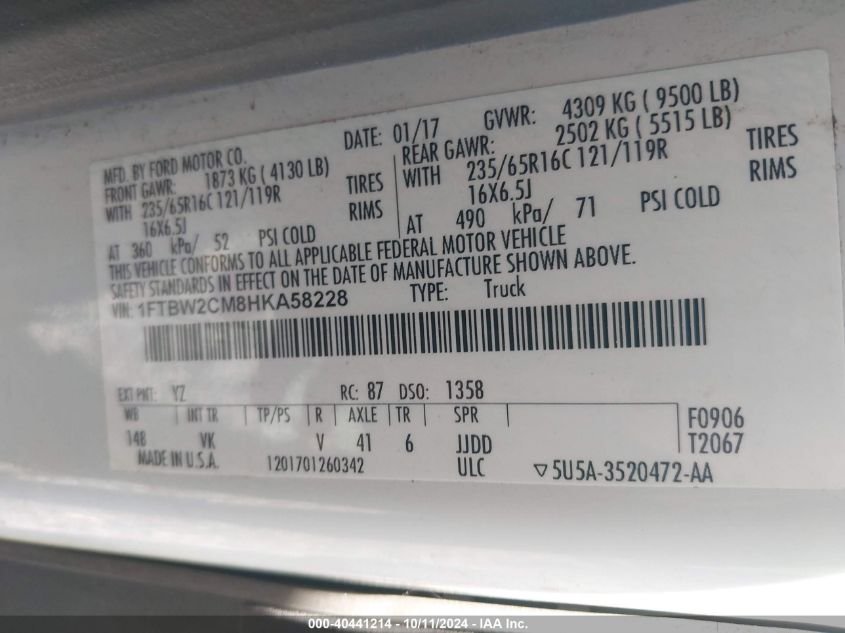 MFD. BY FORD MOTOR CO. DATE: 01/17 GVWR: 4309 KG ( 9500 LB)
FRONT GAWR: 1873 KG ( 4130 LB) REAR GAWR: 2502 KG ( 5515 LB)
WITH 235/65R16C 121/119R TIRES WITH 235/65R16C 121/119R TIRES
16X6.5J RIMS 16X6.5J RIMS
AT 360 kPa/ 52 PSI COLD AT 490 kPa/ 71 PSI COLD
THIS VEHICLE CONFORMS TO ALL APPLICABLE FEDERAL MOTOR VEHICLE
SAFETY STANDARDS IN EFFECT ON THE DATE OF MANUFACTURE SHOWN ABOVE.
VIN: 1FTBW2CM8HKA58228 TYPE: Truck
EXT PNT: YZ RC: 87 DSO: 1358
WB INT TR TP/PS R AXLE TR SPR F0906
148 VK V 41 6 JJDD T2067
MADE IN U.S.A. 1201701260342 ULC ▽5U5A-3520472-AA
000-40441214 - 10/11/2024 - IAA Inc.